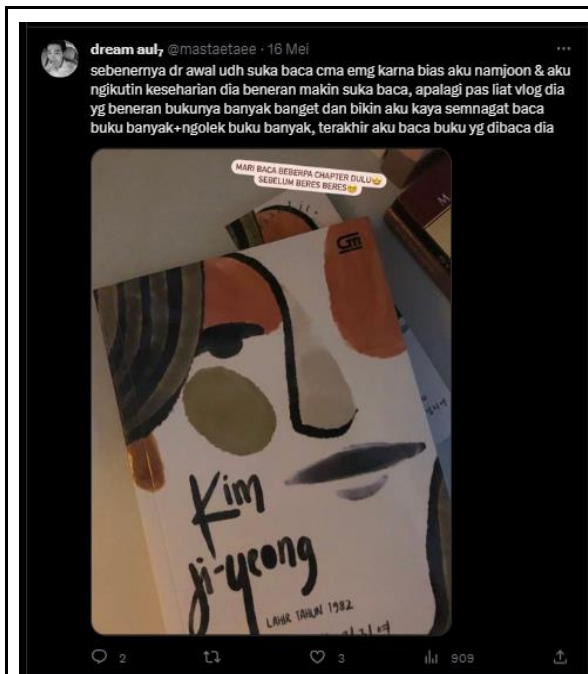 dream aul₇ @mastaetaee · 16 Mei
sebenernya dr awal udh suka baca cma emg karna bias aku namjoon & aku
ngikutin keseharian dia beneran makin suka baca, apalagi pas liat vlog dia
yg beneran bukunya banyak banget dan bikin aku kaya semnagat baca
buku banyak+ngolek buku banyak, terakhir aku baca buku yg dibaca dia
MARI BACA BEBERPA CHAPTER DULU
SEBELUM BERES BERES
GM
Kim
ji-yeong
LAHIR TAHUN 1982
2
3
909